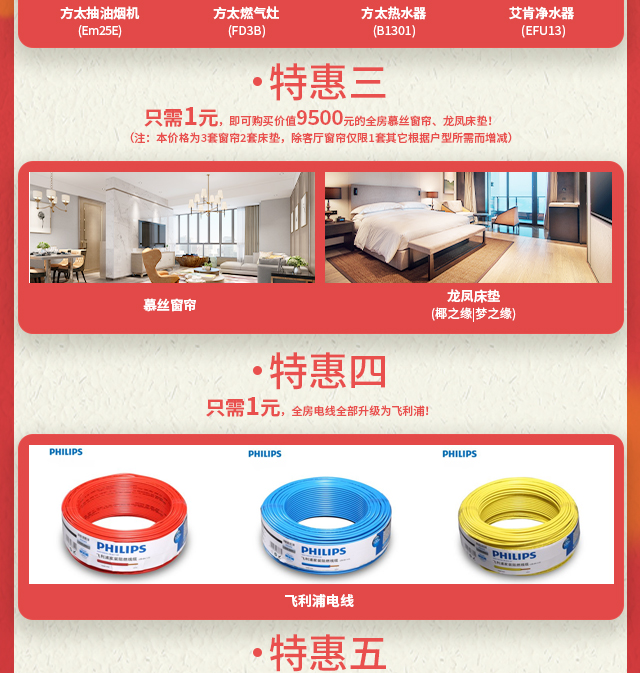 方太抽油烟机 方太燃气灶 方太热水器 艾肯净水器
(Em25E) (FD3B) (B1301) (EFU13)
·特惠三
只需1元，即可购买价值9500元的全房慕丝窗帘、龙凤床垫！
（注：本价格为3套窗帘2套床垫，除客厅窗帘仅限1套其它根据户型所需而增减）
慕丝窗帘
龙凤床垫
(椰之缘|梦之缘)
·特惠四
只需1元，全房电线全部升级为飞利浦！
PHILIPS PHILIPS PHILIPS
PHILIPS PHILIPS PHILIPS
飞利浦电线
·特惠五